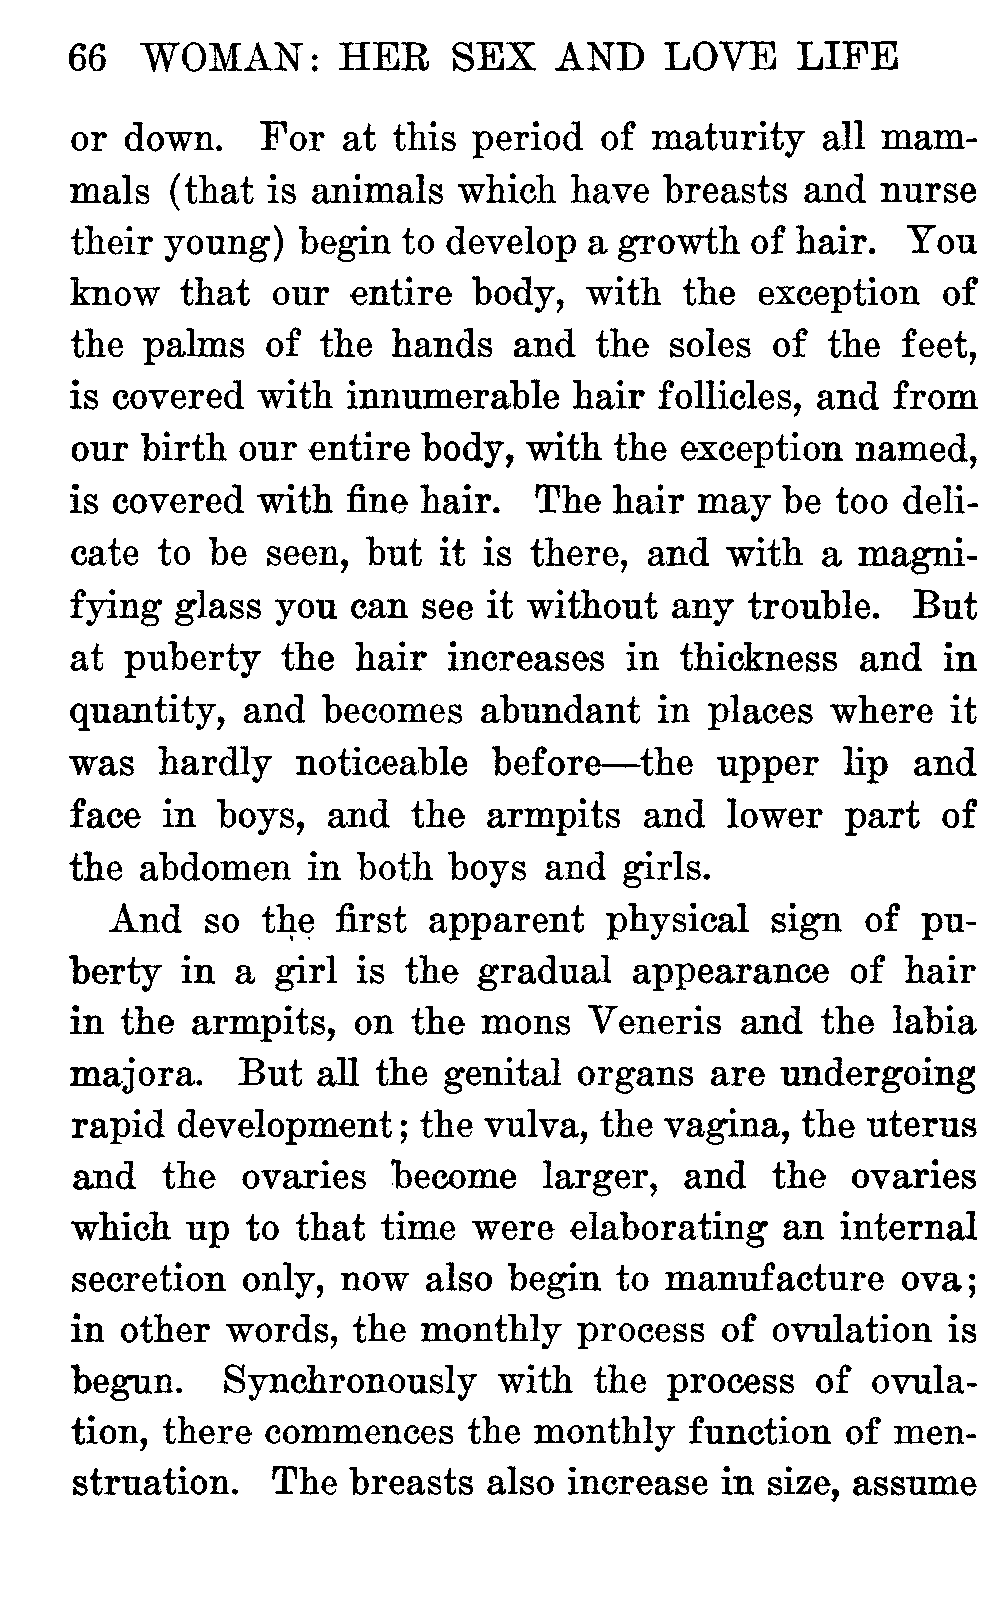 66 WOMAN: HER SEX AND LOVE LIFE
or down. For at this period of maturity all mam-
mals (that is animals which have breasts and nurse
their young) begin to develop a growth of hair. You
know that our entire body, with the exception of
the palms of the hands and the soles of the feet,
is covered with innumerable hair follicles, and from
our birth our entire body, with the exception named,
is covered with fine hair. The hair may be too deli-
cate to be seen, but it is there, and with a magni-
fying glass you can see it without any trouble. But
at puberty the hair increases in thickness and in
quantity, and becomes abundant in places where it
was hardly noticeable before—the upper lip and
face in boys, and the armpits and lower part of
the abdomen in both boys and girls.
And so the first apparent physical sign of pu-
berty in a girl is the gradual appearance of hair
in the armpits, on the mons Veneris and the labia
majora. But all the genital organs are undergoing
rapid development; the vulva, the vagina, the uterus
and the ovaries become larger, and the ovaries
which up to that time were elaborating an internal
secretion only, now also begin to manufacture ova;
in other words, the monthly process of ovulation is
begun. Synchronously with the process of ovula-
tion, there commences the monthly function of men-
struation. The breasts also increase in size, assume